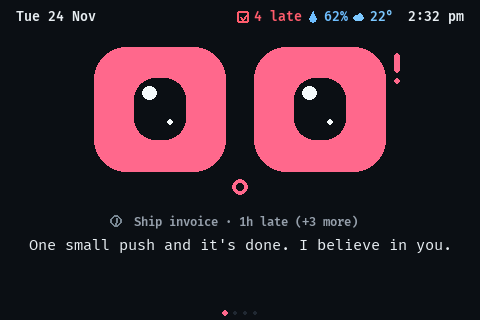 Tue 24 Nov 4 late 62% 22° 2:32 pm
!
Ship invoice · 1h late (+3 more)
One small push and it's done. I believe in you.